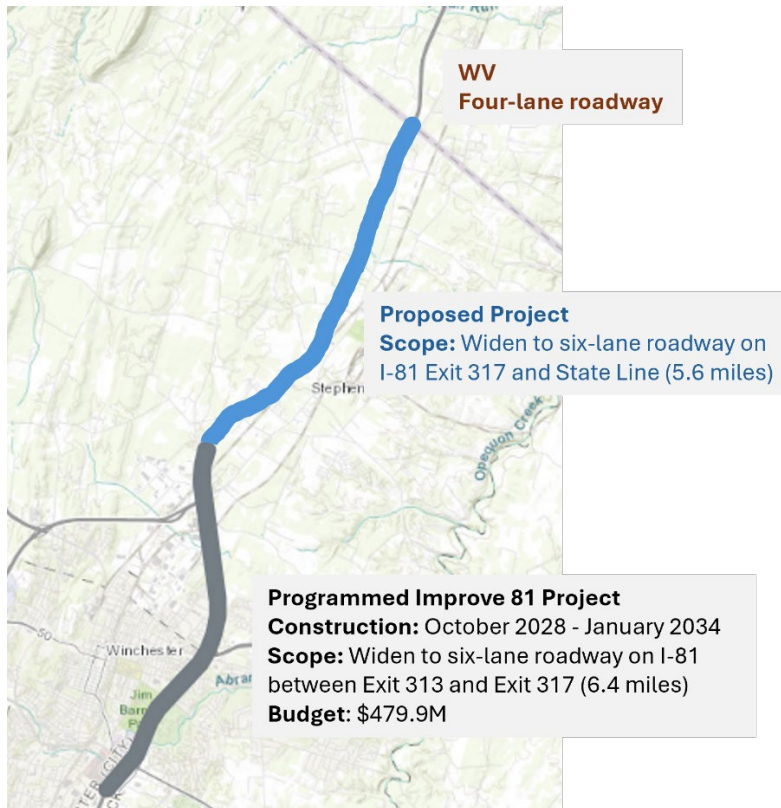 WV
Four-lane roadway
Proposed Project
Scope: Widen to six-lane roadway on
I-81 Exit 317 and State Line (5.6 miles)
Stephen
Opequon Creek
Programmed Improve 81 Project
Construction: October 2028 - January 2034
Scope: Widen to six-lane roadway on I-81
between Exit 313 and Exit 317 (6.4 miles)
Budget: $479.9M
50
Winchester
Abra
Jim
Bar
P
CITY